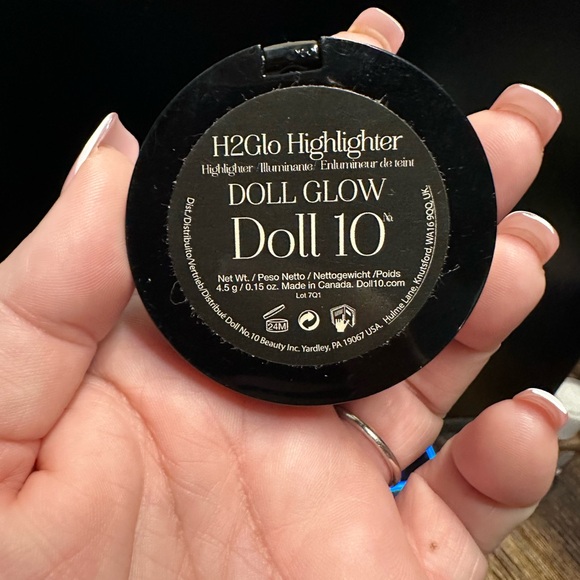 H2Glo Highlighter
Highlighter /Illuminante/ Enlumineur de teint
DOLL GLOW
Doll 10
Net Wt. / Peso Netto / Nettogewicht /Poids
4.5 g / 0.15 oz. Made in Canada. Doll10.com
Lot 7Q1
24M
Dist./Distribuito/Vertrieb/Distribué Doll No.10 Beauty Inc. Yardley, PA 19067 USA. Hulme Lane, Knutsford, WA16 9QQ, UK.